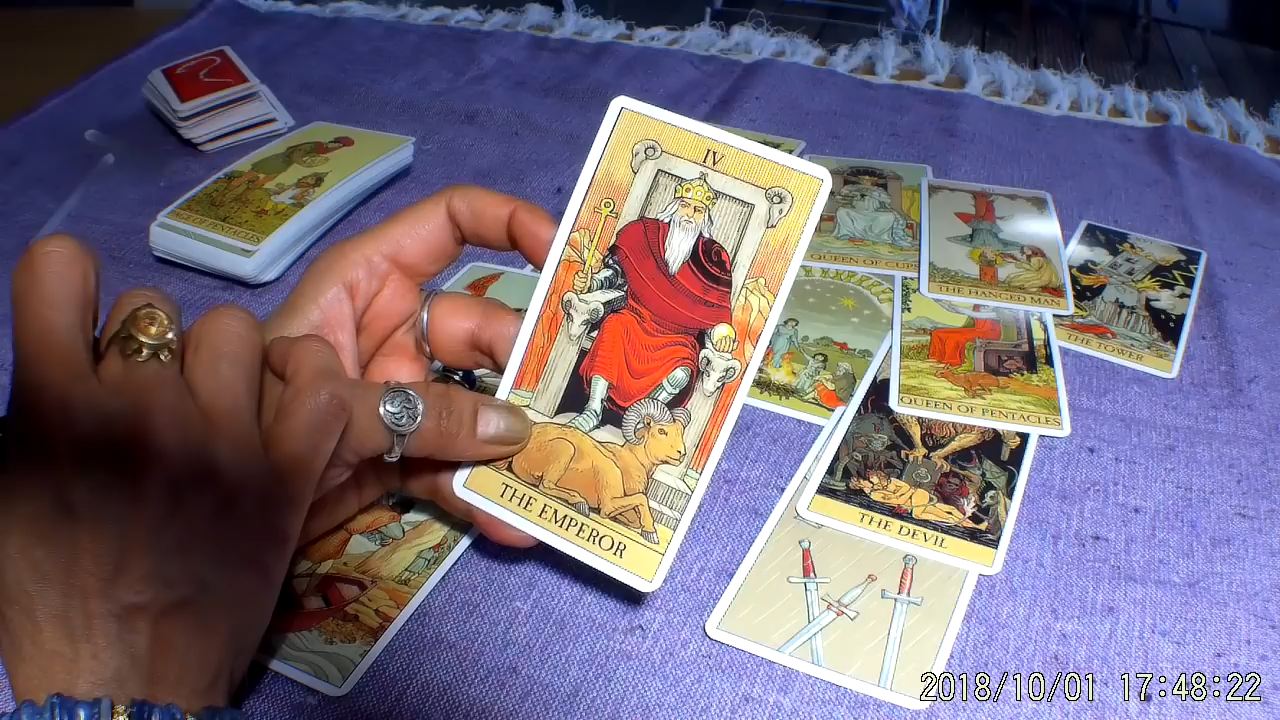 IV
THE EMPEROR
PENTACLES
QUEEN OF CUPS
THE HANGED MAN
THE TOWER
QUEEN OF PENTACLES
THE DEVIL
2018/10/01 17:48:22